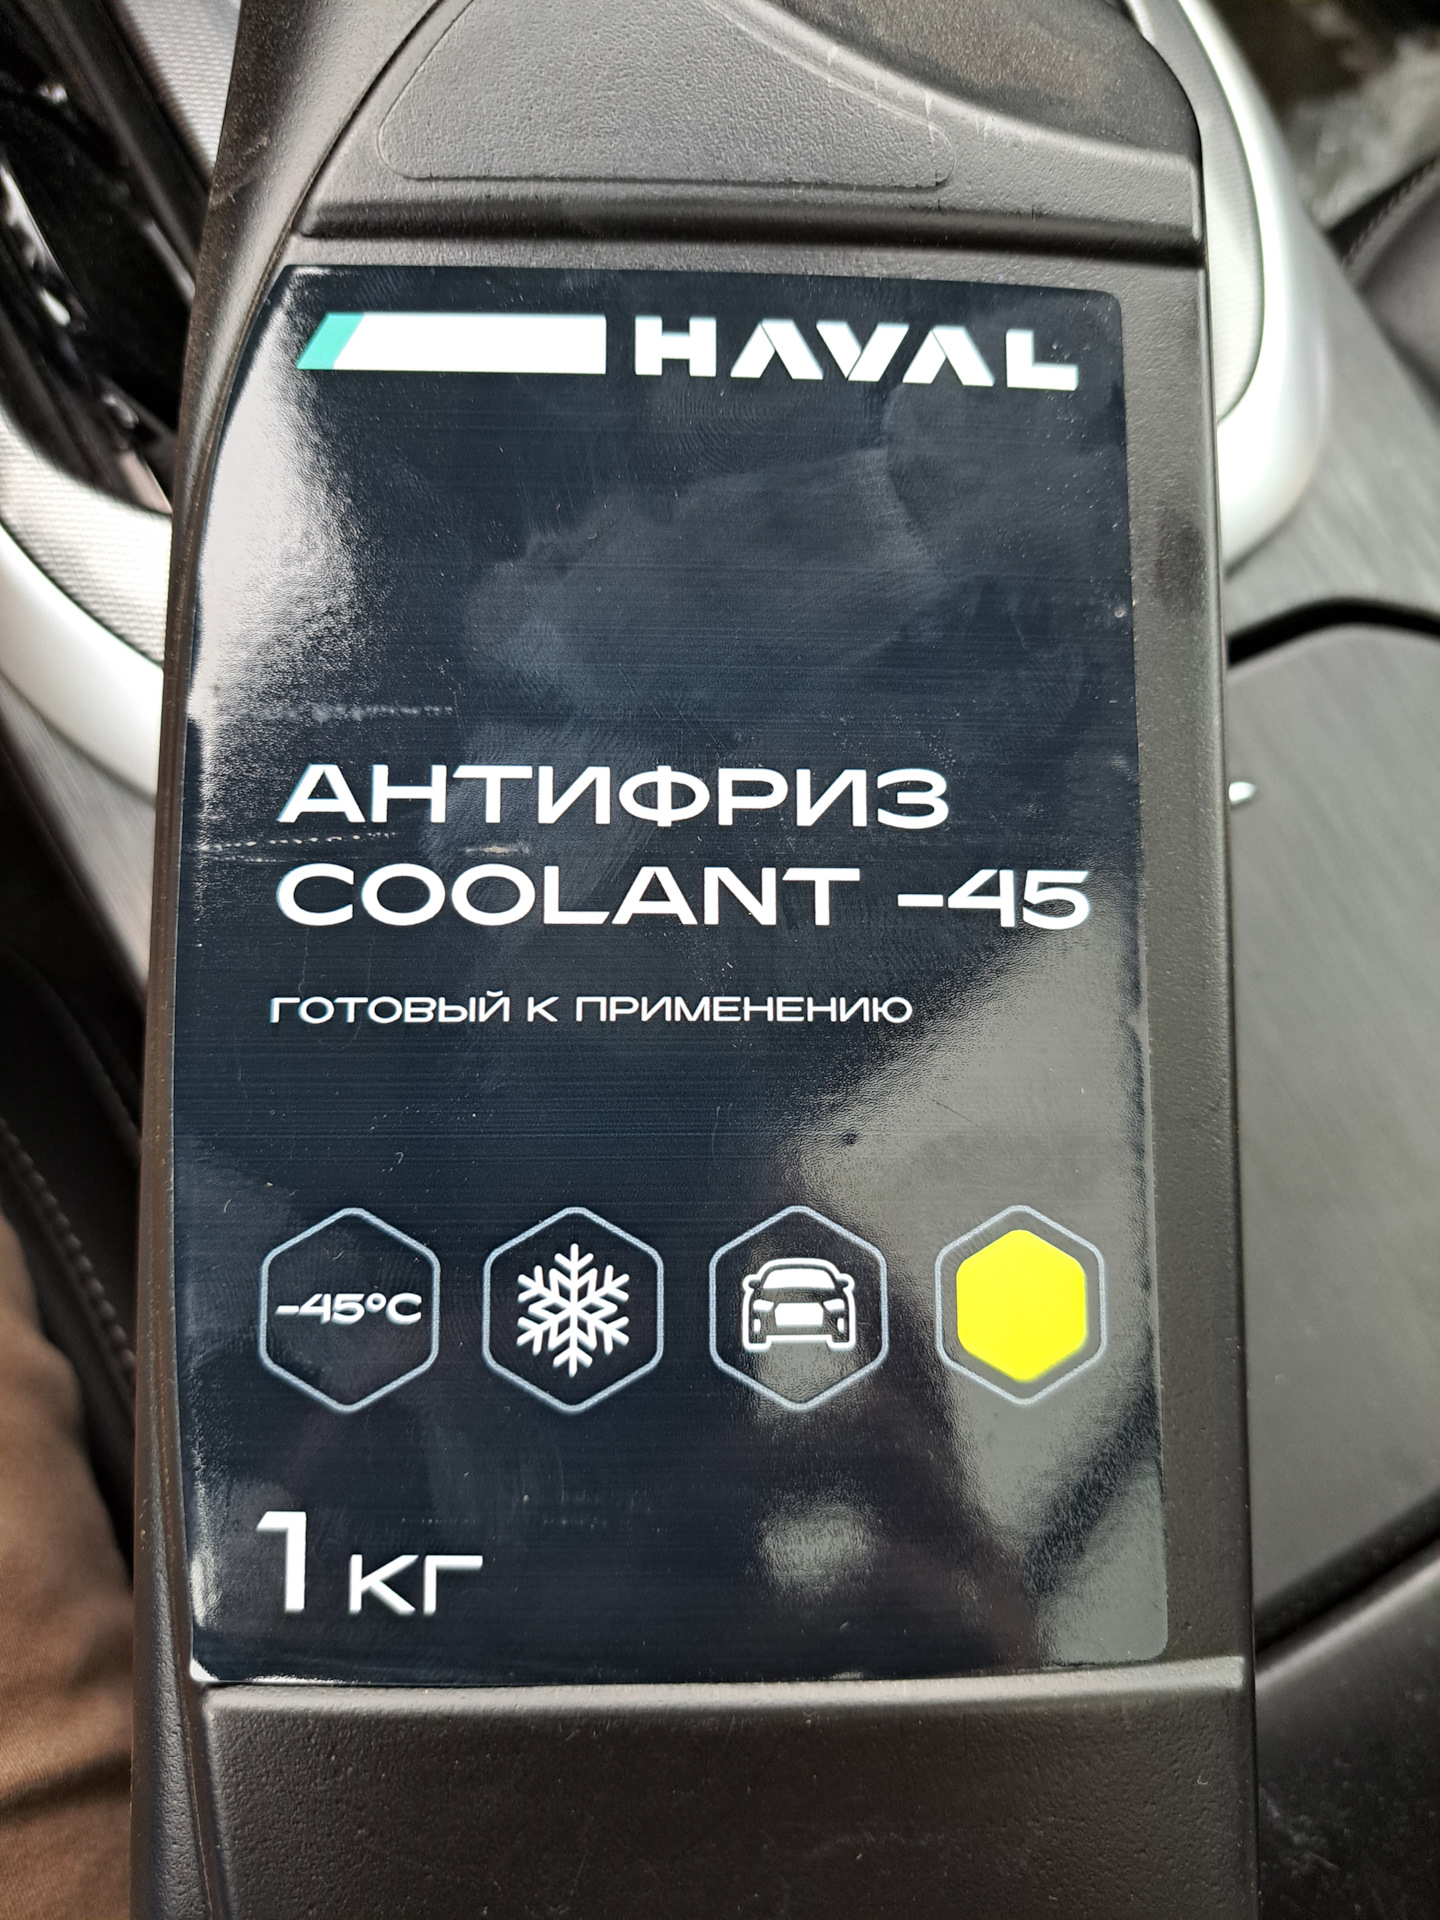 HAVAL
АНТИФРИЗ
COOLANT -45
ГОТОВЫЙ К ПРИМЕНЕНИЮ
-45°C
1 КГ